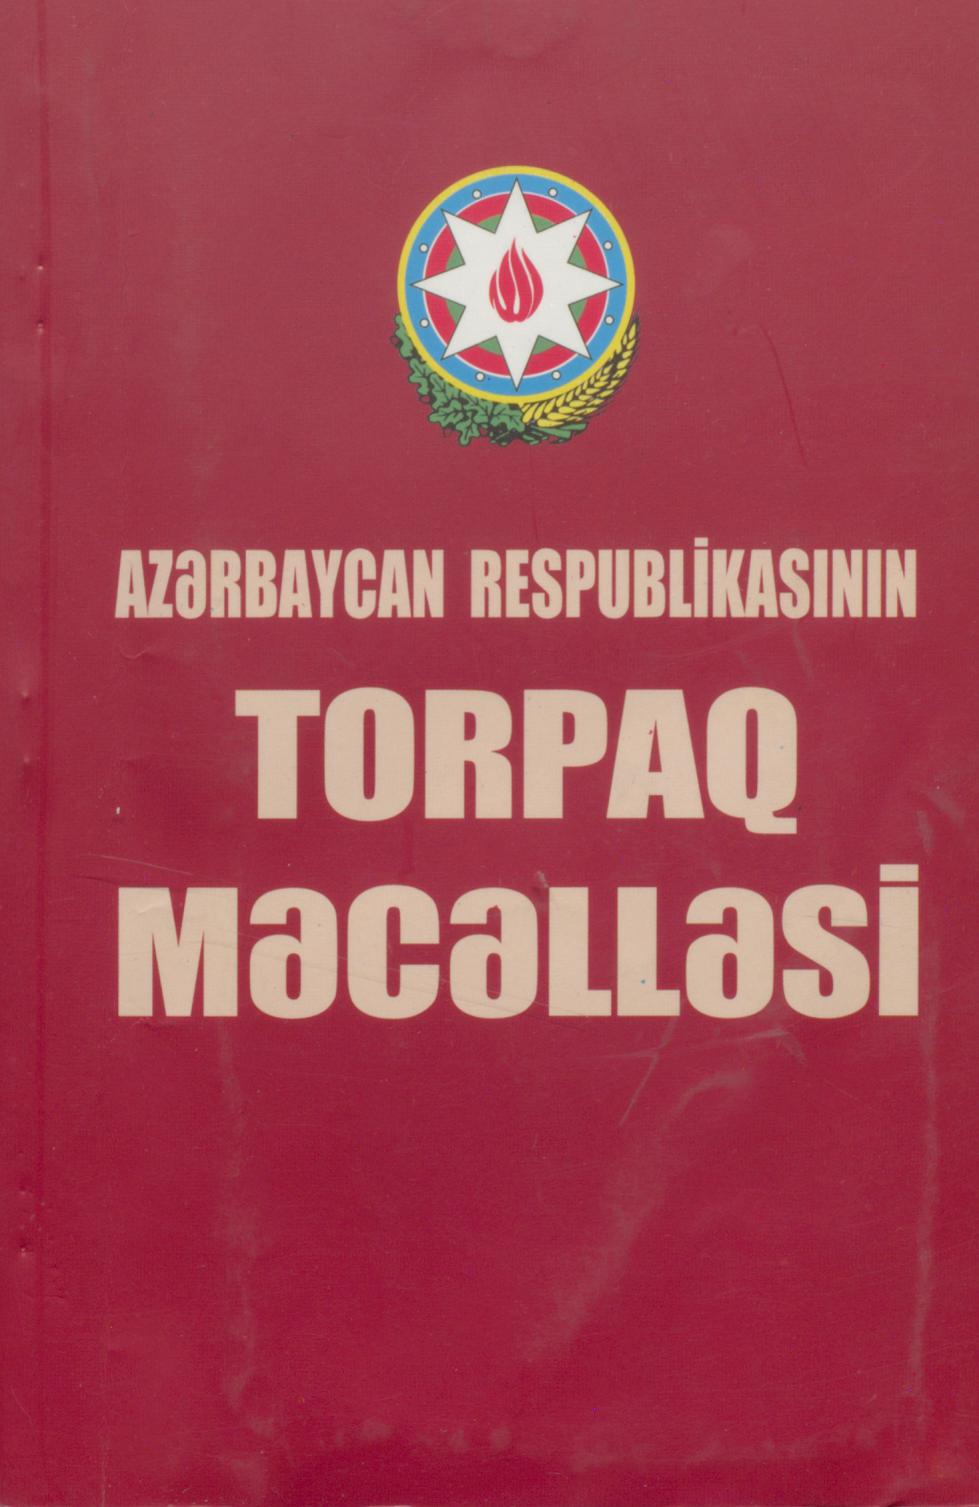 AZƏRBAYCAN RESPUBLİKASININ
TORPAQ
MƏCƏLLƏSİ